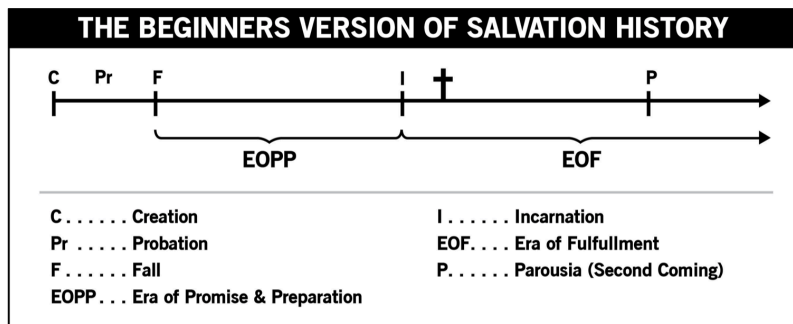 THE BEGINNERS VERSION OF SALVATION HISTORY
C Pr F I P
EOPP EOF
C . . . . . . Creation
Pr . . . . . Probation
F . . . . . . Fall
EOPP . . . Era of Promise & Preparation
I . . . . . . Incarnation
EOF. . . . Era of Fulfullment
P. . . . . . Parousia (Second Coming)